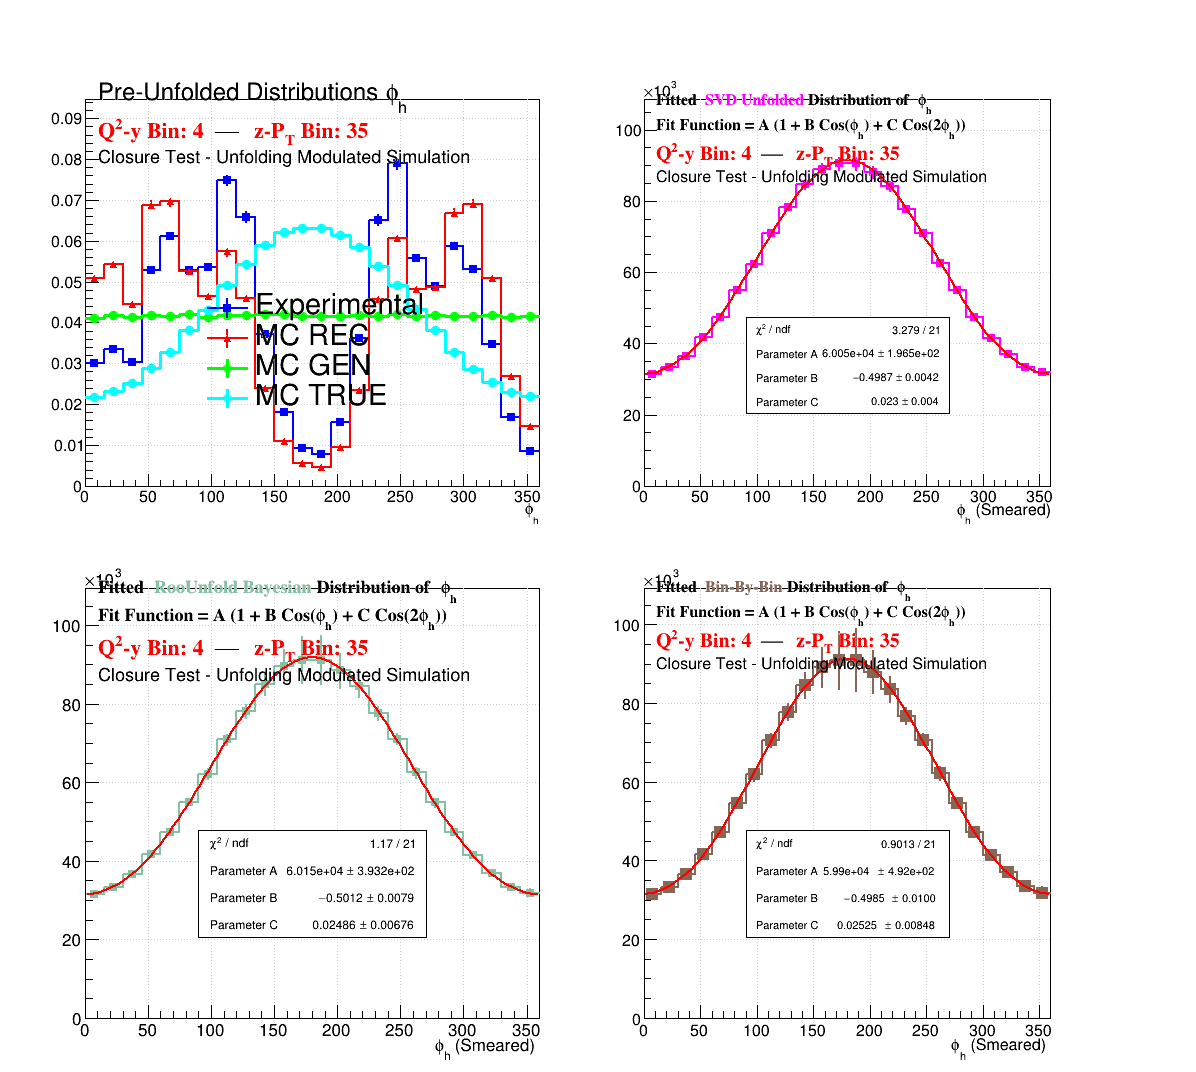 Pre-Unfolded Distributions ϕh
Q²-y Bin: 4 — z-PT Bin: 35
Closure Test - Unfolding Modulated Simulation
0.09
0.08
0.07
0.06
0.05
0.04
0.03
0.02
0.01
0
Experimental
MC REC
MC GEN
MC TRUE
0 50 100 150 200 250 300 350
ϕh
×10³
Fitted SVD Unfolded Distribution of ϕh
Fit Function = A (1 + B Cos(ϕh) + C Cos(2ϕh))
Q²-y Bin: 4 — z-PT Bin: 35
Closure Test - Unfolding Modulated Simulation
100
80
60
40
20
0
χ² / ndf 3.279 / 21
Parameter A 6.005e+04 ± 1.965e+02
Parameter B −0.4987 ± 0.0042
Parameter C 0.023 ± 0.004
0 50 100 150 200 250 300 350
ϕh (Smeared)
×10³
Fitted RooUnfold Bayesian Distribution of ϕh
Fit Function = A (1 + B Cos(ϕh) + C Cos(2ϕh))
Q²-y Bin: 4 — z-PT Bin: 35
Closure Test - Unfolding Modulated Simulation
100
80
60
40
20
0
χ² / ndf 1.17 / 21
Parameter A 6.015e+04 ± 3.932e+02
Parameter B −0.5012 ± 0.0079
Parameter C 0.02486 ± 0.00676
0 50 100 150 200 250 300 350
ϕh (Smeared)
×10³
Fitted Bin-By-Bin Distribution of ϕh
Fit Function = A (1 + B Cos(ϕh) + C Cos(2ϕh))
Q²-y Bin: 4 — z-PT Bin: 35
Closure Test - Unfolding Modulated Simulation
100
80
60
40
20
0
χ² / ndf 0.9013 / 21
Parameter A 5.99e+04 ± 4.92e+02
Parameter B −0.4985 ± 0.0100
Parameter C 0.02525 ± 0.00848
0 50 100 150 200 250 300 350
ϕh (Smeared)